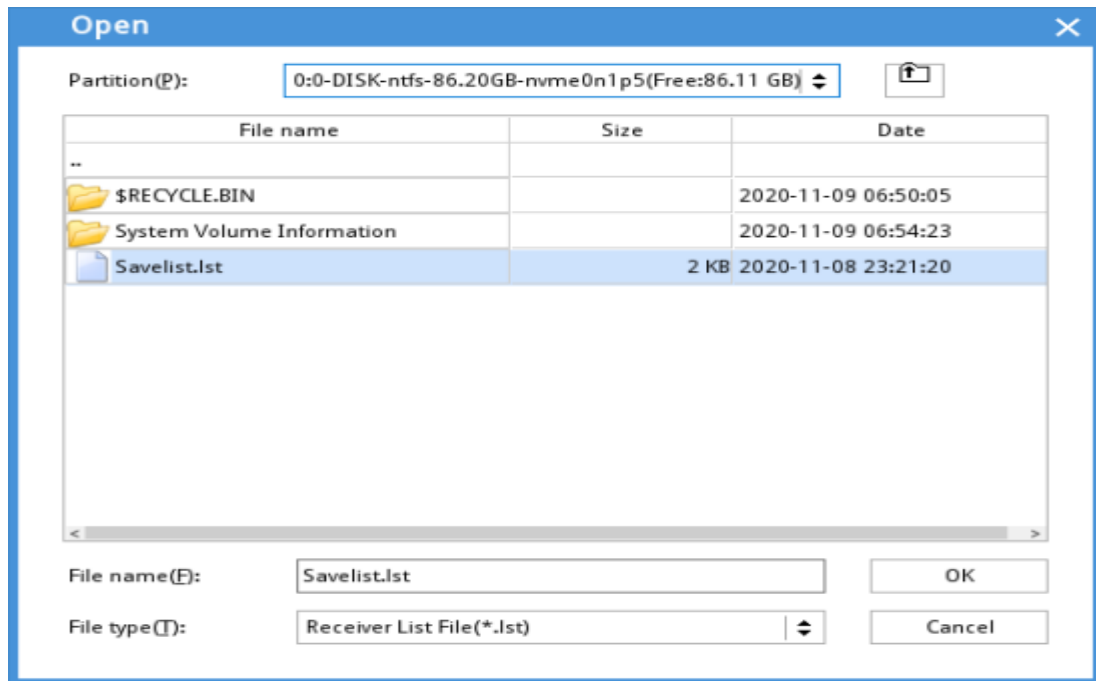 Open
Partition(P): 0:0-DISK-ntfs-86.20GB-nvme0n1p5(Free:86.11 GB)
File name Size Date
..
$RECYCLE.BIN 2020-11-09 06:50:05
System Volume Information 2020-11-09 06:54:23
Savelist.lst 2 KB 2020-11-08 23:21:20
File name(F): Savelist.lst OK
File type(T): Receiver List File(*.lst) Cancel